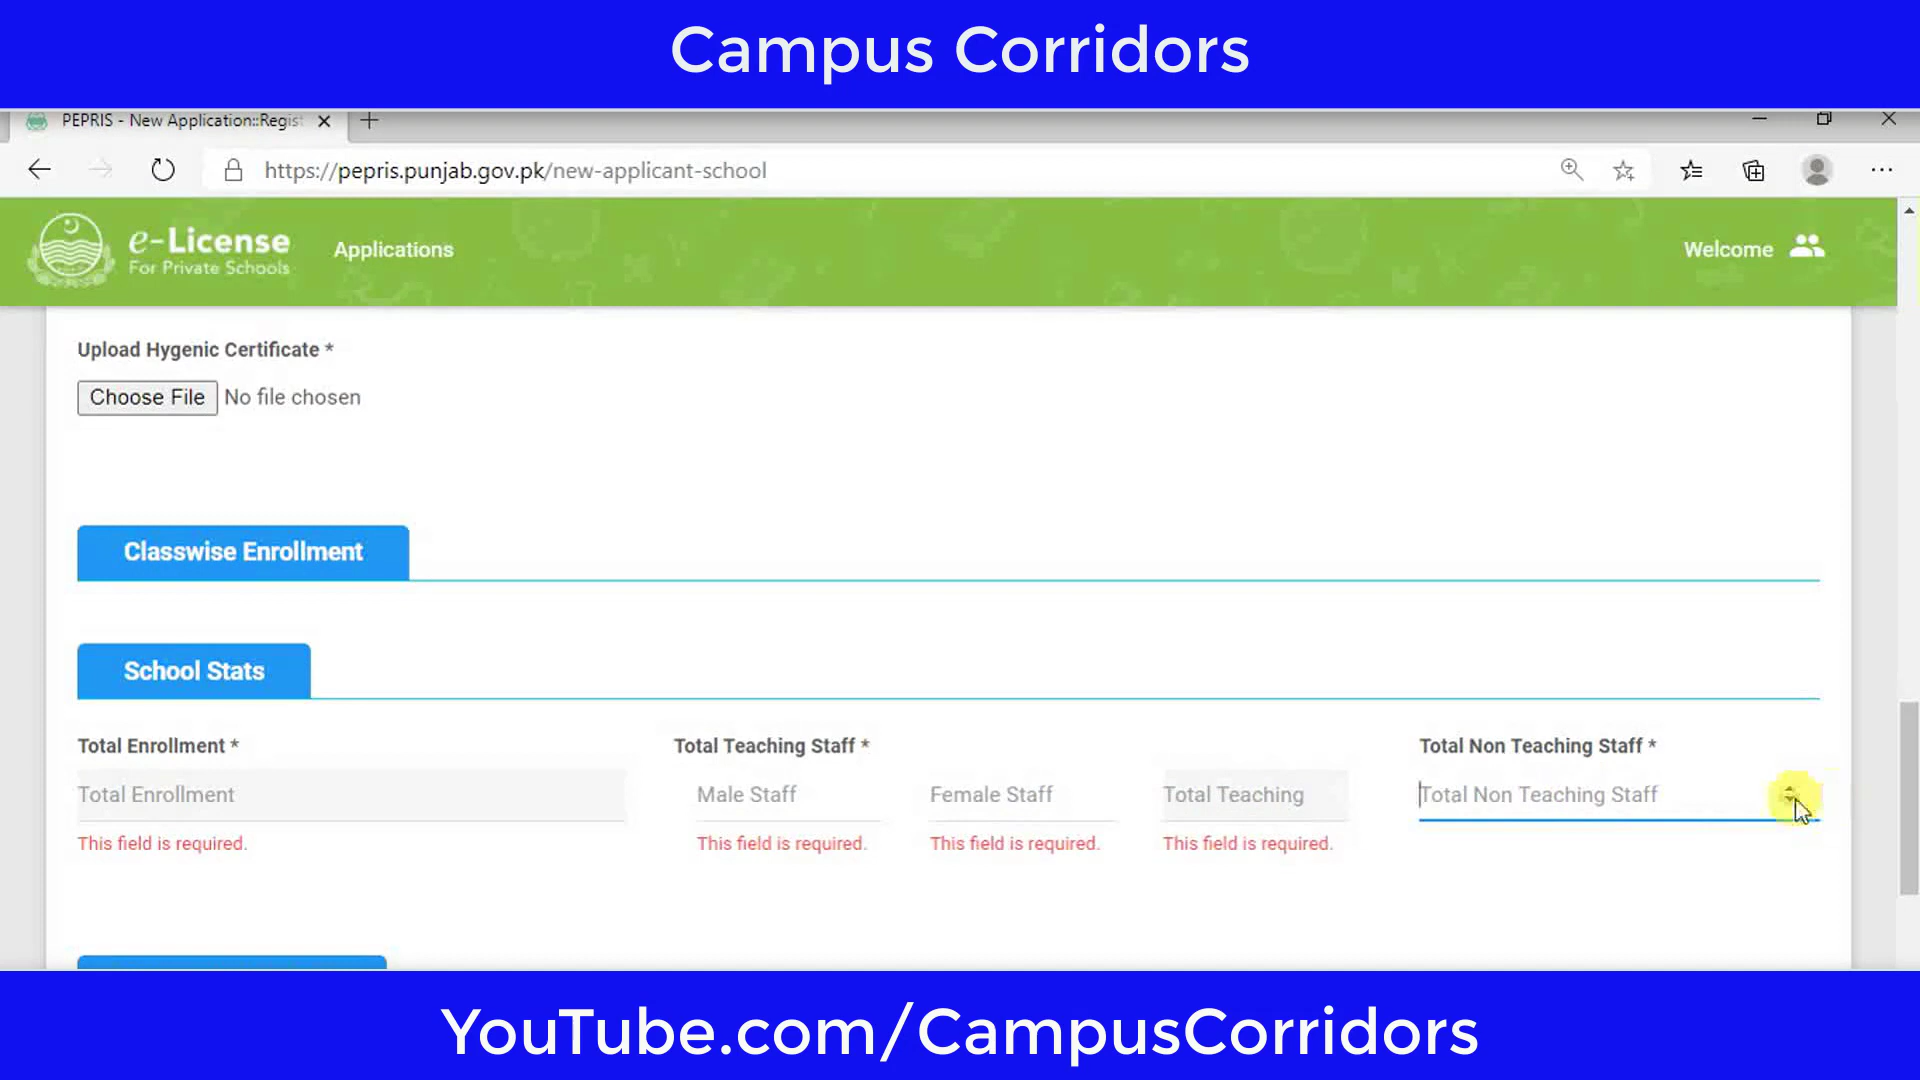 Campus Corridors
PEPRIS - New Application::Regist
https://pepris.punjab.gov.pk/new-applicant-school
e-License
For Private Schools
Applications
Welcome
Upload Hygenic Certificate *
Choose File No file chosen
Classwise Enrollment
School Stats
Total Enrollment * Total Teaching Staff * Total Non Teaching Staff *
Total Enrollment Male Staff Female Staff Total Teaching Total Non Teaching Staff
This field is required. This field is required. This field is required. This field is required.
YouTube.com/CampusCorridors